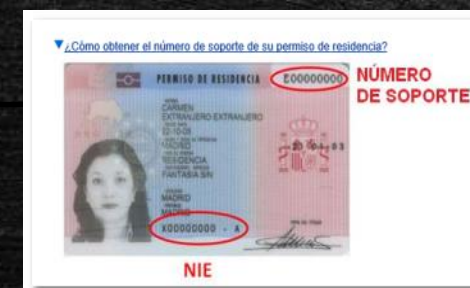 ¿Cómo obtener el número de soporte de su permiso de residencia?
PERMISO DE RESIDENCIA E00000000
NÚMERO
DE SOPORTE
CARMEN
EXTRANJERO EXTRANJERO
MADRID
RESIDENCIA
FANTASIA S/N
MADRID
MADRID
X00000000 - A
NIE